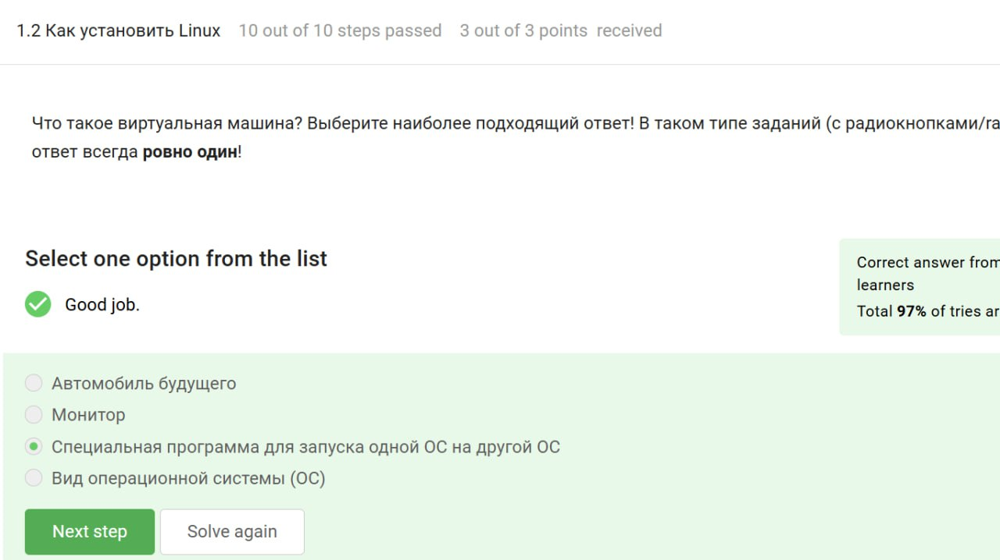 1.2 Как установить Linux 10 out of 10 steps passed 3 out of 3 points received
Что такое виртуальная машина? Выберите наиболее подходящий ответ! В таком типе заданий (с радиокнопками/ra
ответ всегда ровно один!
Select one option from the list
Good job.
Correct answer from
learners
Total 97% of tries ar
Автомобиль будущего
Монитор
Специальная программа для запуска одной ОС на другой ОС
Вид операционной системы (ОС)
Next step Solve again